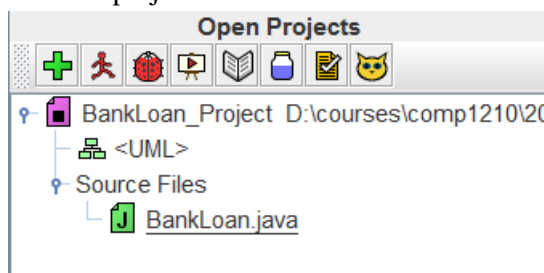 Open Projects
BankLoan_Project D:\courses\comp1210\20
<UML>
Source Files
J BankLoan.java